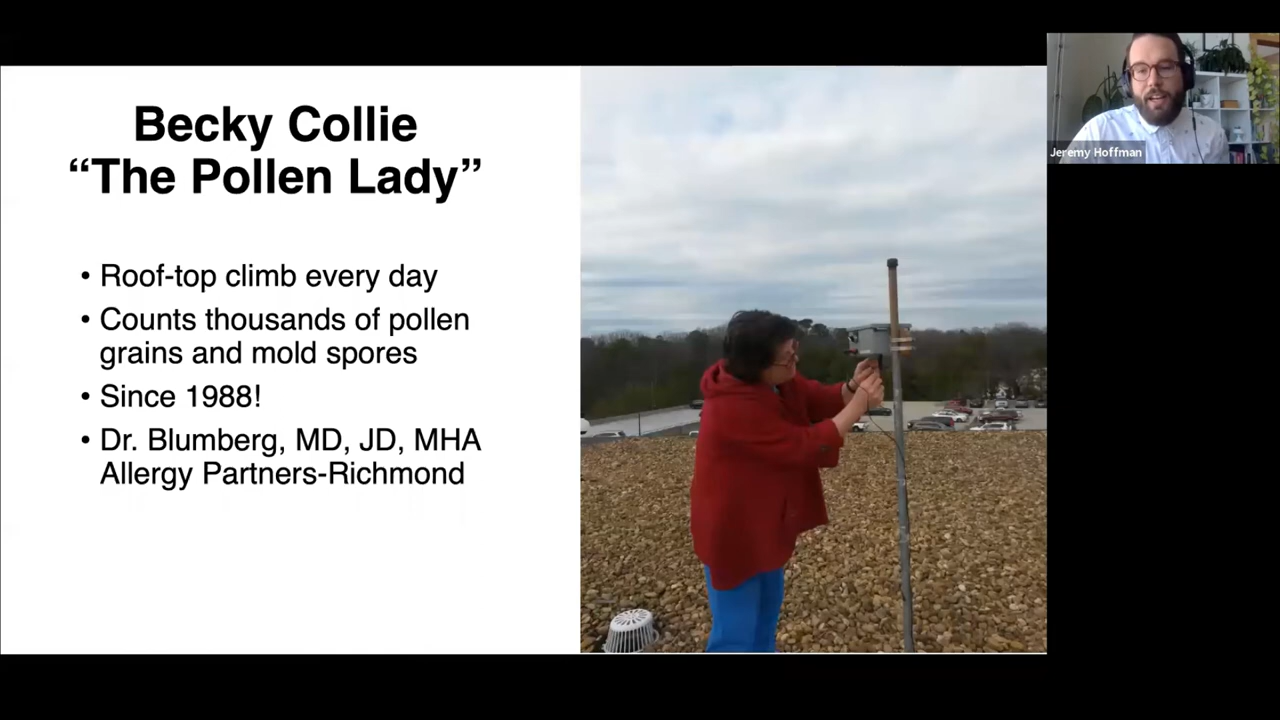 Becky Collie
“The Pollen Lady”
• Roof-top climb every day
• Counts thousands of pollen
grains and mold spores
• Since 1988!
• Dr. Blumberg, MD, JD, MHA
Allergy Partners-Richmond
Jeremy Hoffman